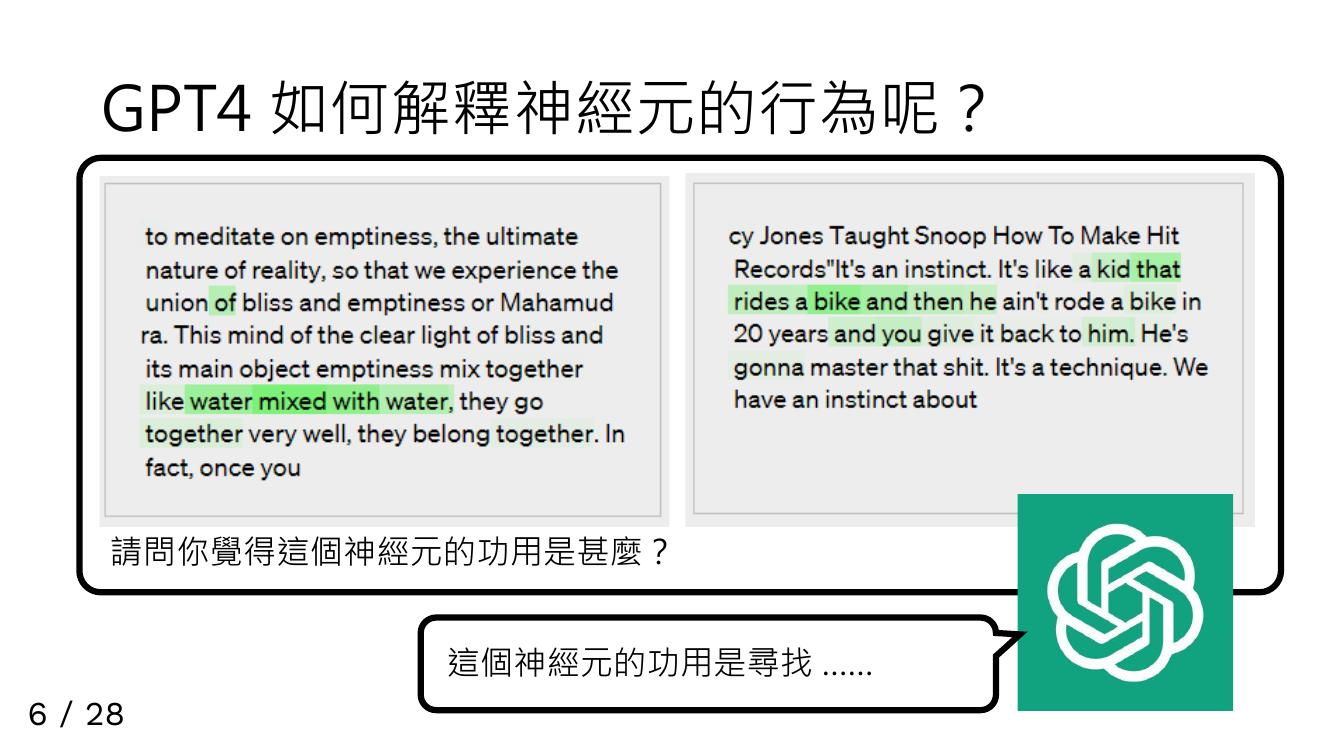 GPT4 如何解釋神經元的行為呢？
to meditate on emptiness, the ultimate
nature of reality, so that we experience the
union of bliss and emptiness or Mahamud
ra. This mind of the clear light of bliss and
its main object emptiness mix together
like water mixed with water, they go
together very well, they belong together. In
fact, once you
cy Jones Taught Snoop How To Make Hit
Records"It's an instinct. It's like a kid that
rides a bike and then he ain't rode a bike in
20 years and you give it back to him. He's
gonna master that shit. It's a technique. We
have an instinct about
請問你覺得這個神經元的功用是甚麼？
這個神經元的功用是尋找 ......
6 / 28